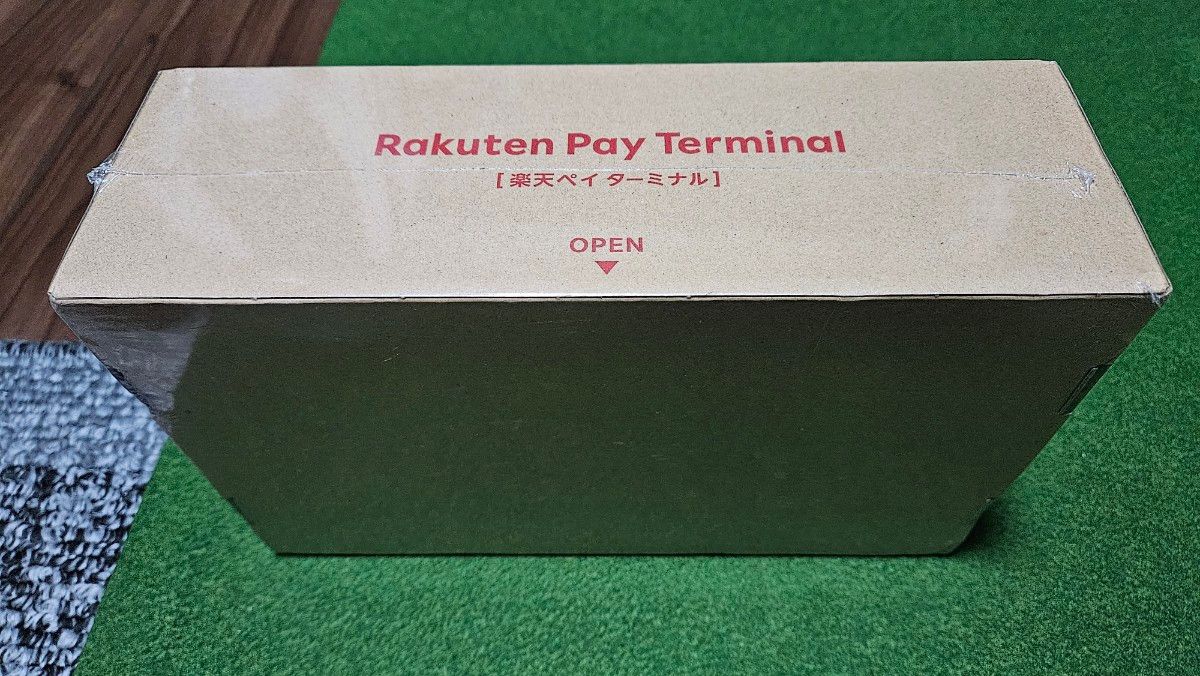 Rakuten Pay Terminal
[ 楽天ペイ ターミナル ]
OPEN